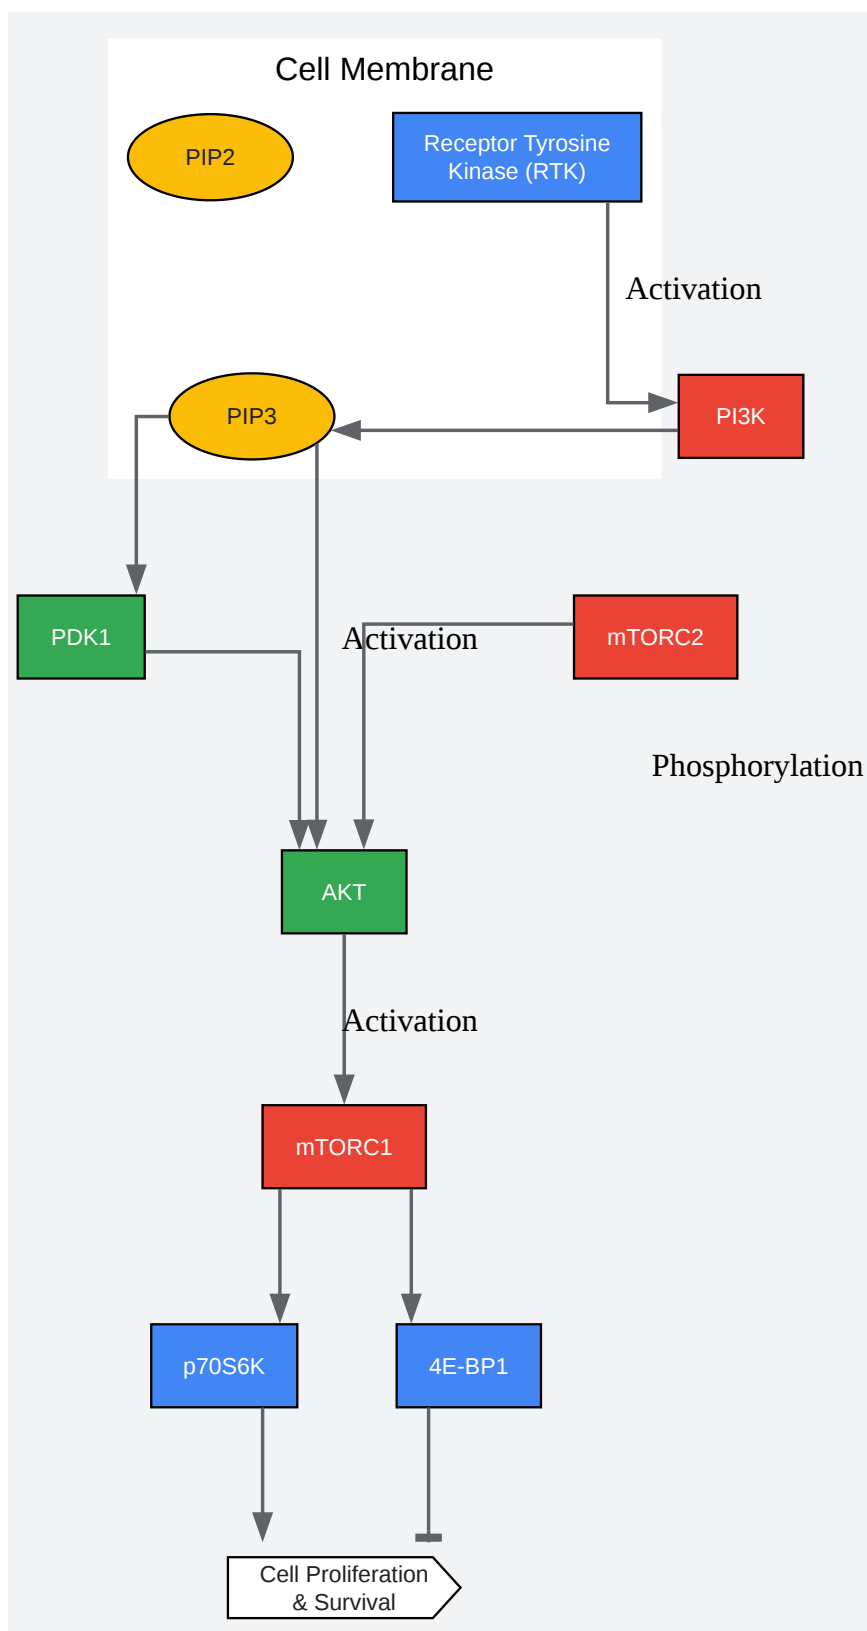 Cell Membrane
PIP2
Receptor Tyrosine
Kinase (RTK)
Activation
PIP3
PI3K
PDK1
Activation
mTORC2
Phosphorylation
AKT
Activation
mTORC1
p70S6K
4E-BP1
Cell Proliferation
& Survival